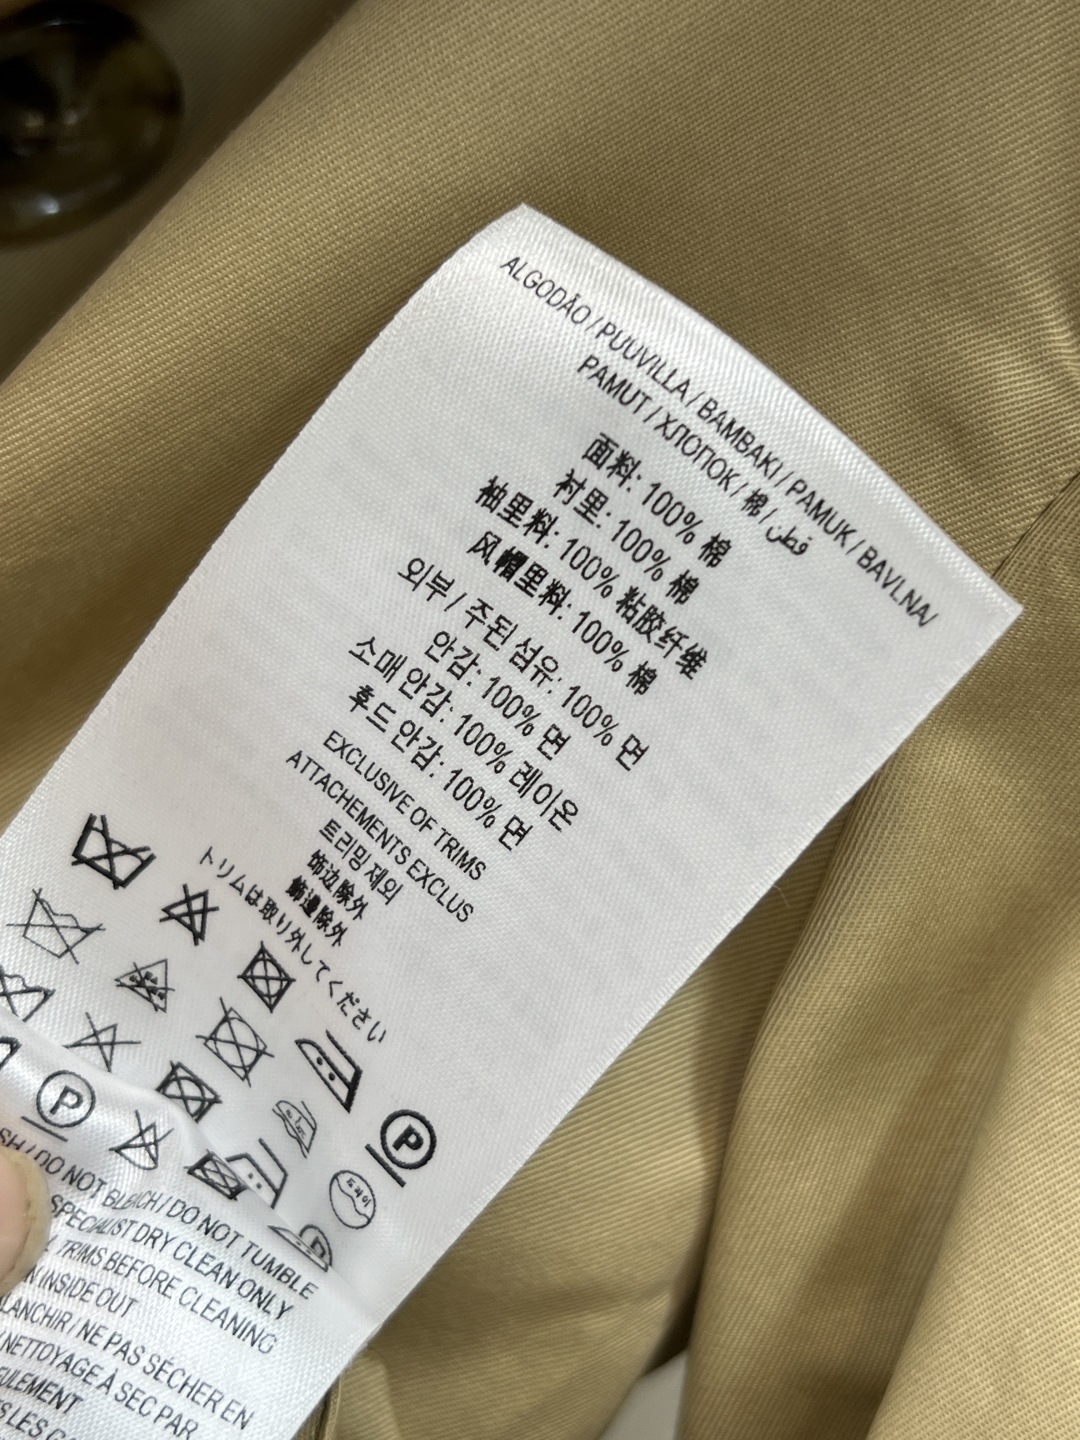 ALGODÃO / PUUVILLA / BAMBAKI / PAMUK / BAVLNA/
PAMUT / ХЛОПОК / 棉 / قطن
面料: 100% 棉
衬里: 100% 棉
袖里料: 100% 粘胶纤维
风帽里料: 100% 棉
외부 / 주된 섬유: 100% 면
안감: 100% 면
소매 안감: 100% 레이온
후드 안감: 100% 면
EXCLUSIVE OF TRIMS
ATTACHEMENTS EXCLUS
트리밍 제외
饰边除外
飾邊除外
トリムは取り外してください
P
P
드라이
SH / DO NOT BLEACH / DO NOT TUMBLE
SPECIALIST DRY CLEAN ONLY
TRIMS BEFORE CLEANING
N INSIDE OUT
LANCHIR / NE PAS SÉCHER EN
NETTOYAGE À SEC PAR
ULEMENT
S LES